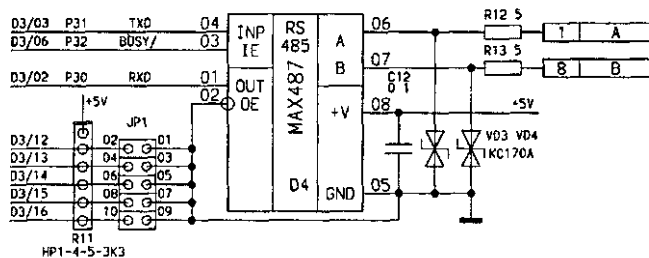 D3/03 P31 TXD 04 INP RS A 06 R12 5 1 A
D3/06 P32 BUSY/ 03 IE 485 B 07 R13 5 8 B
D3/02 P30 RXD 01 OUT MAX487 C12
02 OE 0 1
+5V +V 08 +5V
JP1
D3/12 02 01
D3/13 04 03 VD3 VD4
D3/14 06 05 KC170A
D3/15 08 07 D4 GND 05
D3/16 10 09
R11
HP1-4-5-3K3